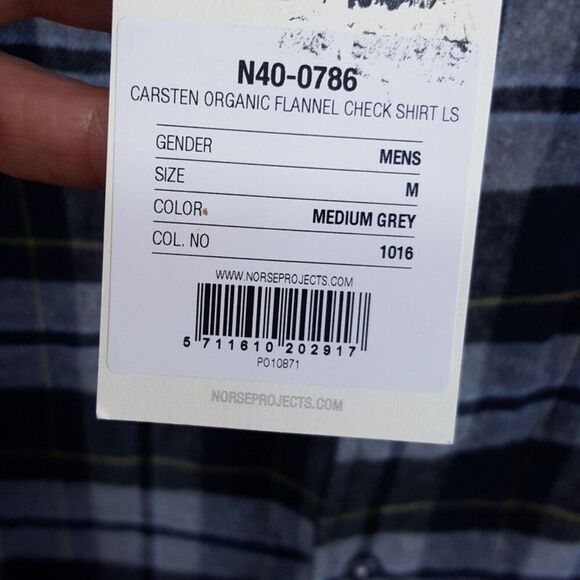 N40-0786
CARSTEN ORGANIC FLANNEL CHECK SHIRT LS
GENDER MENS
SIZE M
COLOR MEDIUM GREY
COL. NO 1016
WWW.NORSEPROJECTS.COM
5 711610 202917
PO10871
NORSEPROJECTS.COM